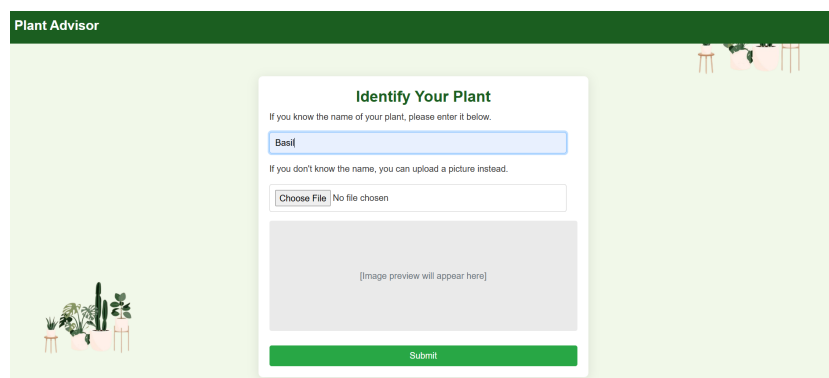 Plant Advisor
Identify Your Plant
If you know the name of your plant, please enter it below.
Basil
If you don't know the name, you can upload a picture instead.
Choose File No file chosen
[Image preview will appear here]
Submit